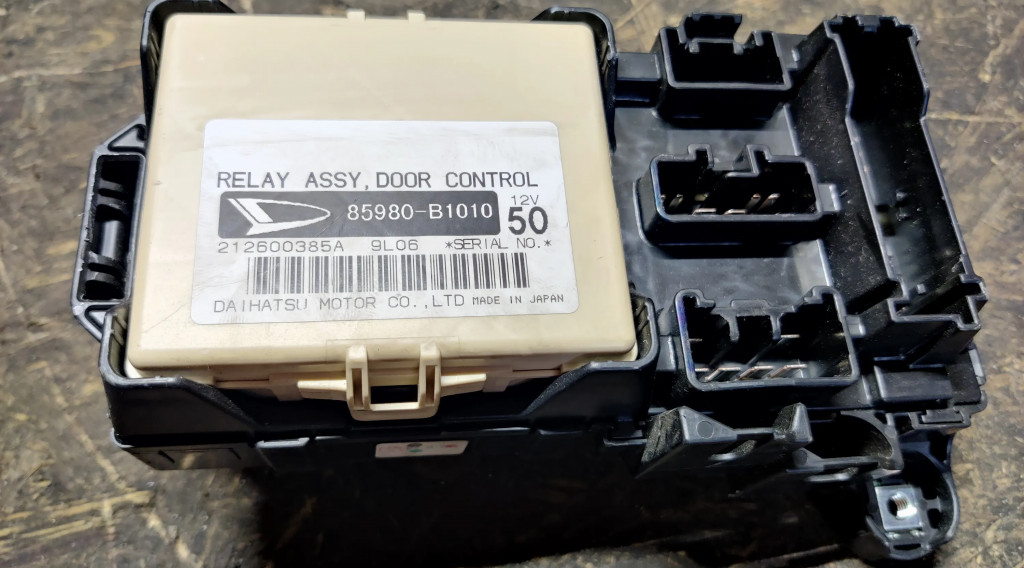 RELAY ASSY, DOOR CONTROL
85980-B1010 12V 50
212600385A 9L06 *SERIAL NO.*
DAIHATSU MOTOR CO.,LTD MADE IN JAPAN